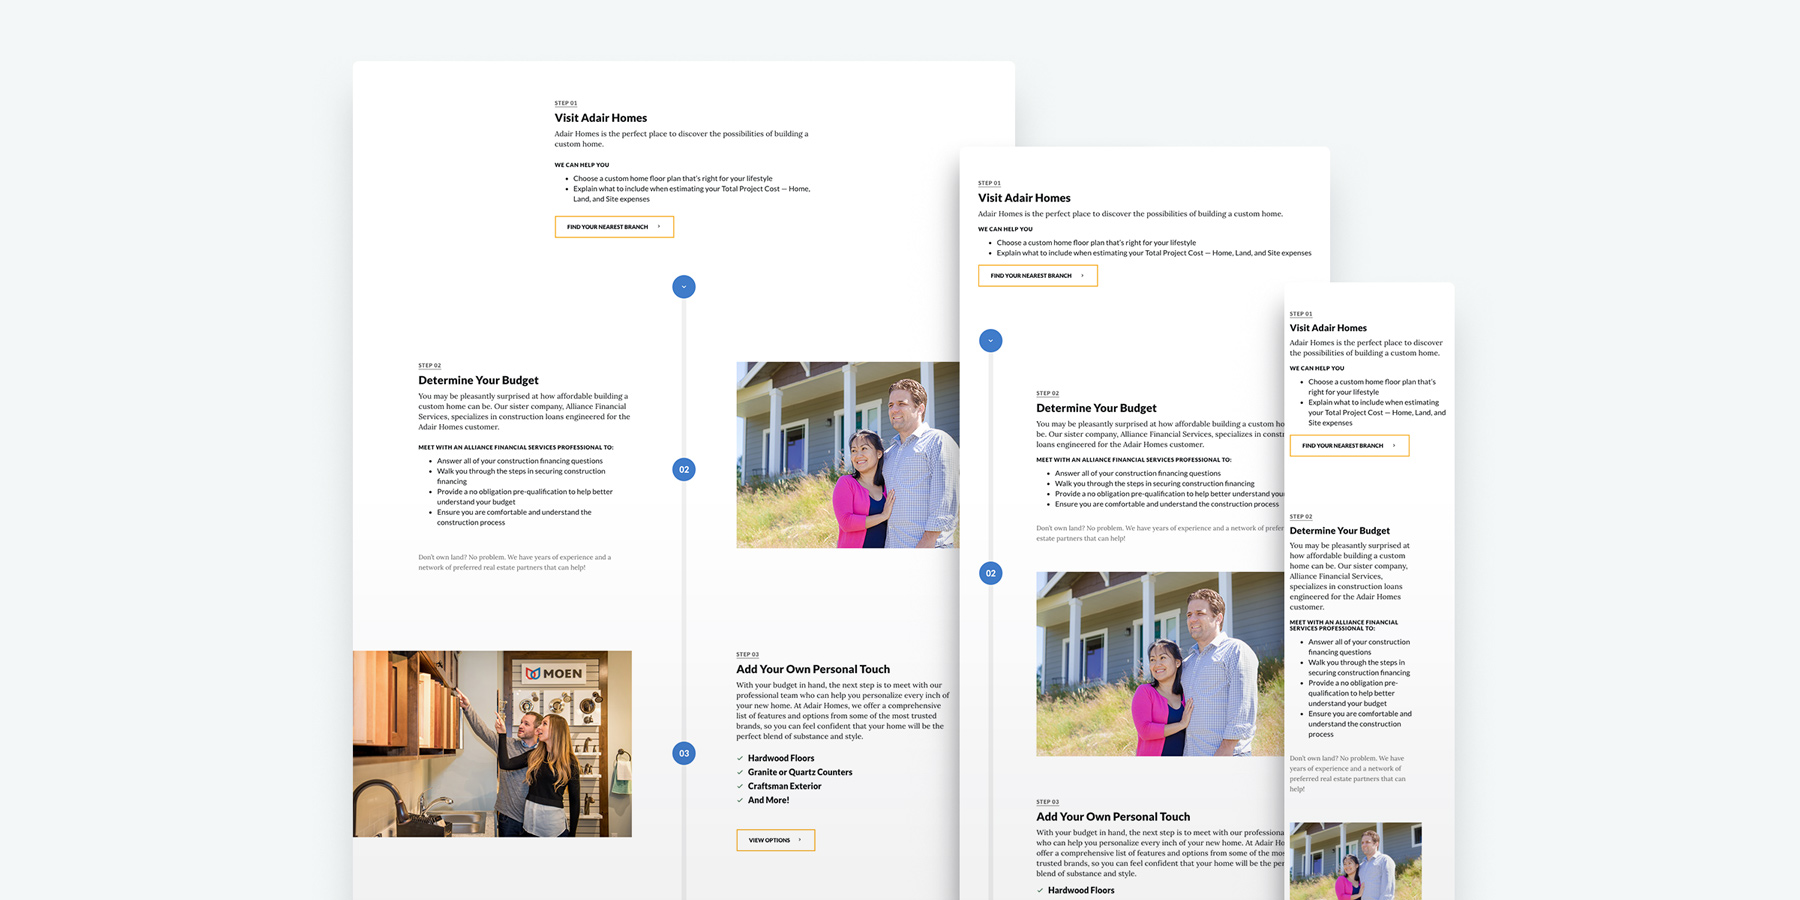 STEP 01
Visit Adair Homes
Adair Homes is the perfect place to discover the possibilities of building a
custom home.
WE CAN HELP YOU
• Choose a custom home floor plan that's right for your lifestyle
• Explain what to include when estimating your Total Project Cost — Home,
Land, and Site expenses
FIND YOUR NEAREST BRANCH
STEP 02
Determine Your Budget
You may be pleasantly surprised at how affordable building a
custom home can be. Our sister company, Alliance Financial
Services, specializes in construction loans engineered for the
Adair Homes customer.
MEET WITH AN ALLIANCE FINANCIAL SERVICES PROFESSIONAL TO:
• Answer all of your construction financing questions
• Walk you through the steps in securing construction
financing
• Provide a no obligation pre-qualification to help better
understand your budget
• Ensure you are comfortable and understand the
construction process
Don't own land? No problem. We have years of experience and a
network of preferred real estate partners that can help!
02
MOEN
STEP 03
Add Your Own Personal Touch
With your budget in hand, the next step is to meet with our
professional team who can help you personalize every inch of
your new home. At Adair Homes, we offer a comprehensive
list of features and options from some of the most trusted
brands, so you can feel confident that your home will be the
perfect blend of substance and style.
03
Hardwood Floors
Granite or Quartz Counters
Craftsman Exterior
And More!
VIEW OPTIONS
STEP 01
Visit Adair Homes
Adair Homes is the perfect place to discover the possibilities of building a custom home.
WE CAN HELP YOU
• Choose a custom home floor plan that's right for your lifestyle
• Explain what to include when estimating your Total Project Cost — Home, Land, and Site expenses
FIND YOUR NEAREST BRANCH
STEP 02
Determine Your Budget
You may be pleasantly surprised at how affordable building a custom ho
be. Our sister company, Alliance Financial Services, specializes in constr
loans engineered for the Adair Homes customer.
MEET WITH AN ALLIANCE FINANCIAL SERVICES PROFESSIONAL TO:
• Answer all of your construction financing questions
• Walk you through the steps in securing construction financing
• Provide a no obligation pre-qualification to help better understand your
• Ensure you are comfortable and understand the construction process
Don't own land? No problem. We have years of experience and a network of prefer
estate partners that can help!
02
STEP 03
Add Your Own Personal Touch
With your budget in hand, the next step is to meet with our professiona
who can help you personalize every inch of your new home. At Adair Ho
offer a comprehensive list of features and options from some of the mos
trusted brands, so you can feel confident that your home will be the per
blend of substance and style.
Hardwood Floors
STEP 01
Visit Adair Homes
Adair Homes is the perfect place to discover
the possibilities of building a custom home.
WE CAN HELP YOU
• Choose a custom home floor plan that's
right for your lifestyle
• Explain what to include when estimating
your Total Project Cost — Home, Land, and
Site expenses
FIND YOUR NEAREST BRANCH
STEP 02
Determine Your Budget
You may be pleasantly surprised at
how affordable building a custom
home can be. Our sister company,
Alliance Financial Services,
specializes in construction loans
engineered for the Adair Homes
customer.
MEET WITH AN ALLIANCE FINANCIAL
SERVICES PROFESSIONAL TO:
• Answer all of your construction
financing questions
• Walk you through the steps in
securing construction financing
• Provide a no obligation pre-
qualification to help better
understand your budget
• Ensure you are comfortable and
understand the construction
process
Don't own land? No problem. We have
years of experience and a network of
preferred real estate partners that can
help!